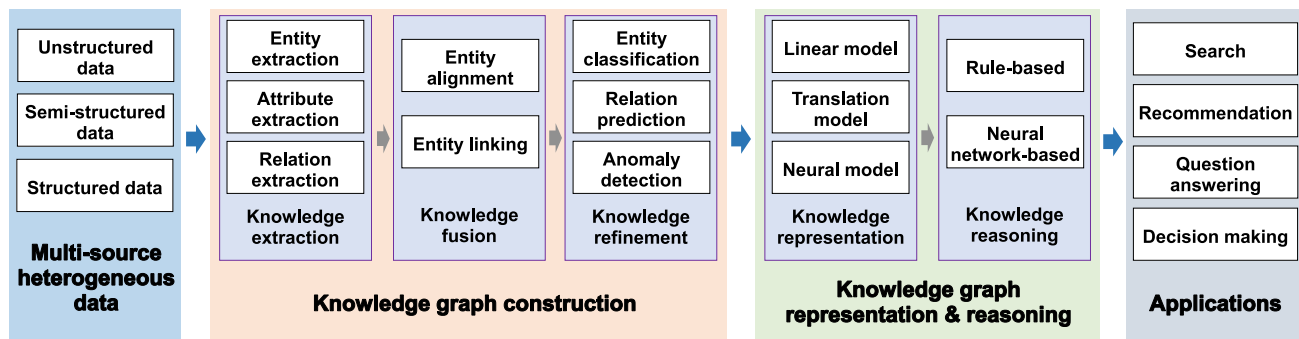 Unstructured
data
Semi-structured
data
Structured data
Multi-source
heterogeneous
data
Entity
extraction
Attribute
extraction
Relation
extraction
Knowledge
extraction
Entity
alignment
Entity linking
Knowledge
fusion
Entity
classification
Relation
prediction
Anomaly
detection
Knowledge
refinement
Knowledge graph construction
Linear model
Translation
model
Neural model
Knowledge
representation
Rule-based
Neural
network-based
Knowledge
reasoning
Knowledge graph
representation & reasoning
Search
Recommendation
Question
answering
Decision making
Applications